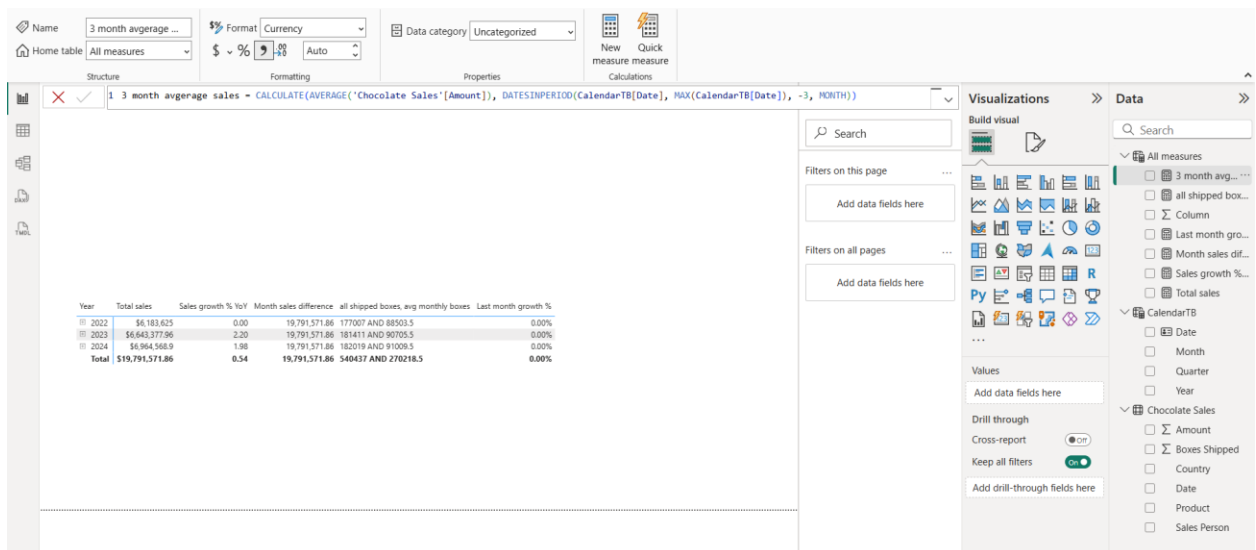 Name 3 month avgerage ...
$% Format Currency
Data category Uncategorized
New measure
Quick measure
Home table All measures
$ % Auto
Structure
Formatting
Properties
Calculations
1 3 month avgerage sales = CALCULATE(AVERAGE('Chocolate Sales'[Amount]), DATESINPERIOD(CalendarTB[Date], MAX(CalendarTB[Date]), -3, MONTH))
DAX
TMDL
Year Total sales Sales growth % YoY Month sales difference all shipped boxes, avg monthly boxes Last month growth %
2022 $6,183,625 0.00 19,791,571.86 177007 AND 88503.5 0.00%
2023 $6,643,377.96 2.20 19,791,571.86 181411 AND 90705.5 0.00%
2024 $6,964,568.9 1.98 19,791,571.86 182019 AND 91009.5 0.00%
Total $19,791,571.86 0.54 19,791,571.86 540437 AND 270218.5 0.00%
Search
Filters on this page ...
Add data fields here
Filters on all pages ...
Add data fields here
Visualizations
Build visual
123
R
Py
...
Values
Add data fields here
Drill through
Cross-report Off
Keep all filters On
Add drill-through fields here
Data
Search
All measures
3 month avg... ...
all shipped box...
Σ Column
Last month gro...
Month sales dif...
Sales growth %...
Total sales
CalendarTB
Date
Month
Quarter
Year
Chocolate Sales
Σ Amount
Σ Boxes Shipped
Country
Date
Product
Sales Person